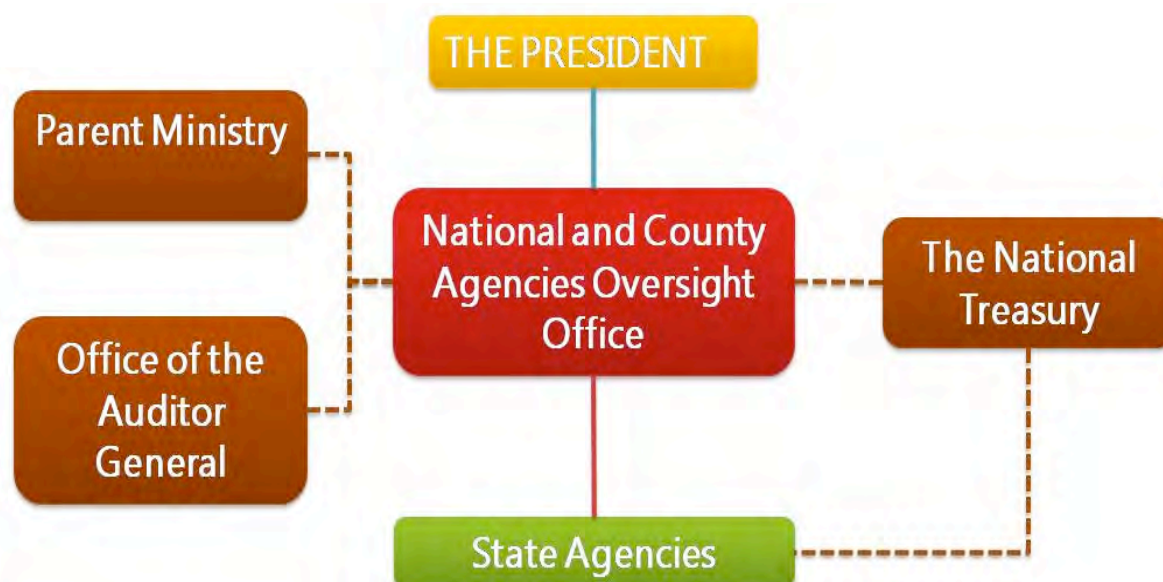 THE PRESIDENT
Parent Ministry
National and County
Agencies Oversight
Office
The National
Treasury
Office of the
Auditor
General
State Agencies